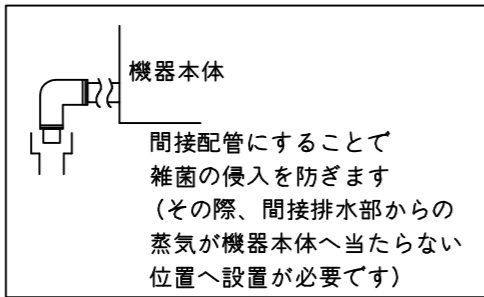 機器本体
間接配管にすることで
雑菌の侵入を防ぎます
(その際、間接排水部からの
蒸気が機器本体へ当たらない
位置へ設置が必要です)